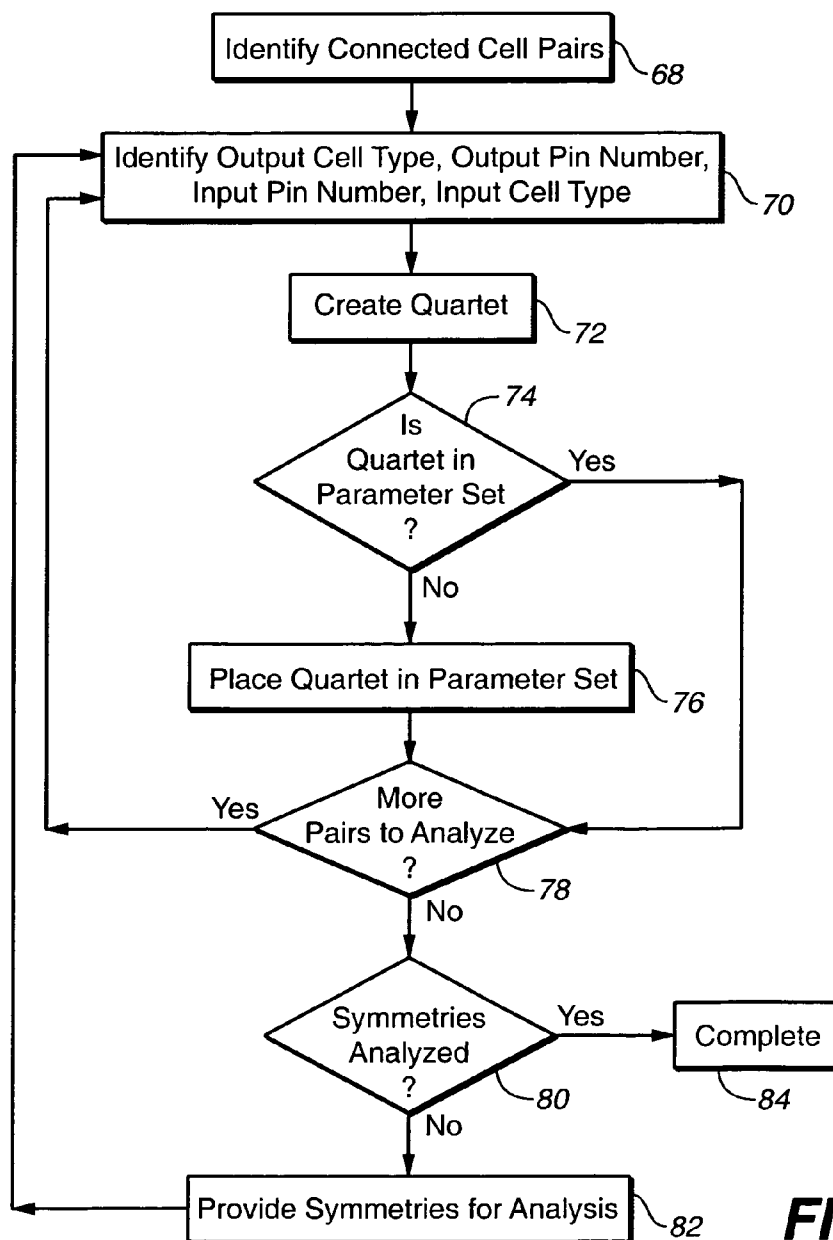 Identify Connected Cell Pairs
68
Identify Output Cell Type, Output Pin Number,
Input Pin Number, Input Cell Type
70
Create Quartet
72
74
Is
Quartet in
Parameter Set
?
Yes
No
Place Quartet in Parameter Set
76
Yes
More
Pairs to Analyze
?
78
No
Symmetries
Analyzed
?
Yes
80
Complete
84
No
Provide Symmetries for Analysis
82